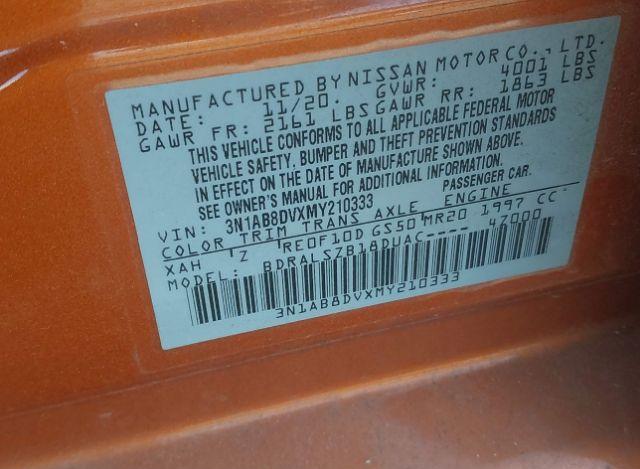 MANUFACTURED BY NISSAN MOTOR CO., LTD.
DATE: 11/20. GVWR: 4001 LBS
GAWR FR: 2161 LBS GAWR RR: 1863 LBS
THIS VEHICLE CONFORMS TO ALL APPLICABLE FEDERAL MOTOR
VEHICLE SAFETY, BUMPER AND THEFT PREVENTION STANDARDS
IN EFFECT ON THE DATE OF MANUFACTURE SHOWN ABOVE.
SEE OWNER'S MANUAL FOR ADDITIONAL INFORMATION.
VIN: 3N1AB8DVXMY210333 PASSENGER CAR.
COLOR TRIM TRANS AXLE ENGINE
XAH 'Z RE0F10D GS50 MR20 1997 CC
MODEL: BDRALSZB18DUAC---- 47000
3N1AB8DVXMY210333